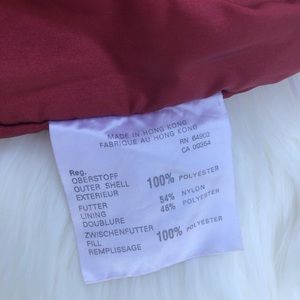 MADE IN HONG KONG
FABRIQUE AU HONG KONG
RN 64902
CA 00354
Reg.
OBERSTOFF
OUTER SHELL 100% POLYESTER
EXTERIEUR
FUTTER 54% NYLON
LINING 46% POLYESTER
DOUBLURE
ZWISCHENFUTTER
FILL 100% POLYESTER
REMPLISSAGE